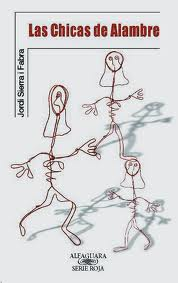 Las Chicas de Alambre
Jordi Sierra i Fabra
ALFAGUARA
SERIE ROJA